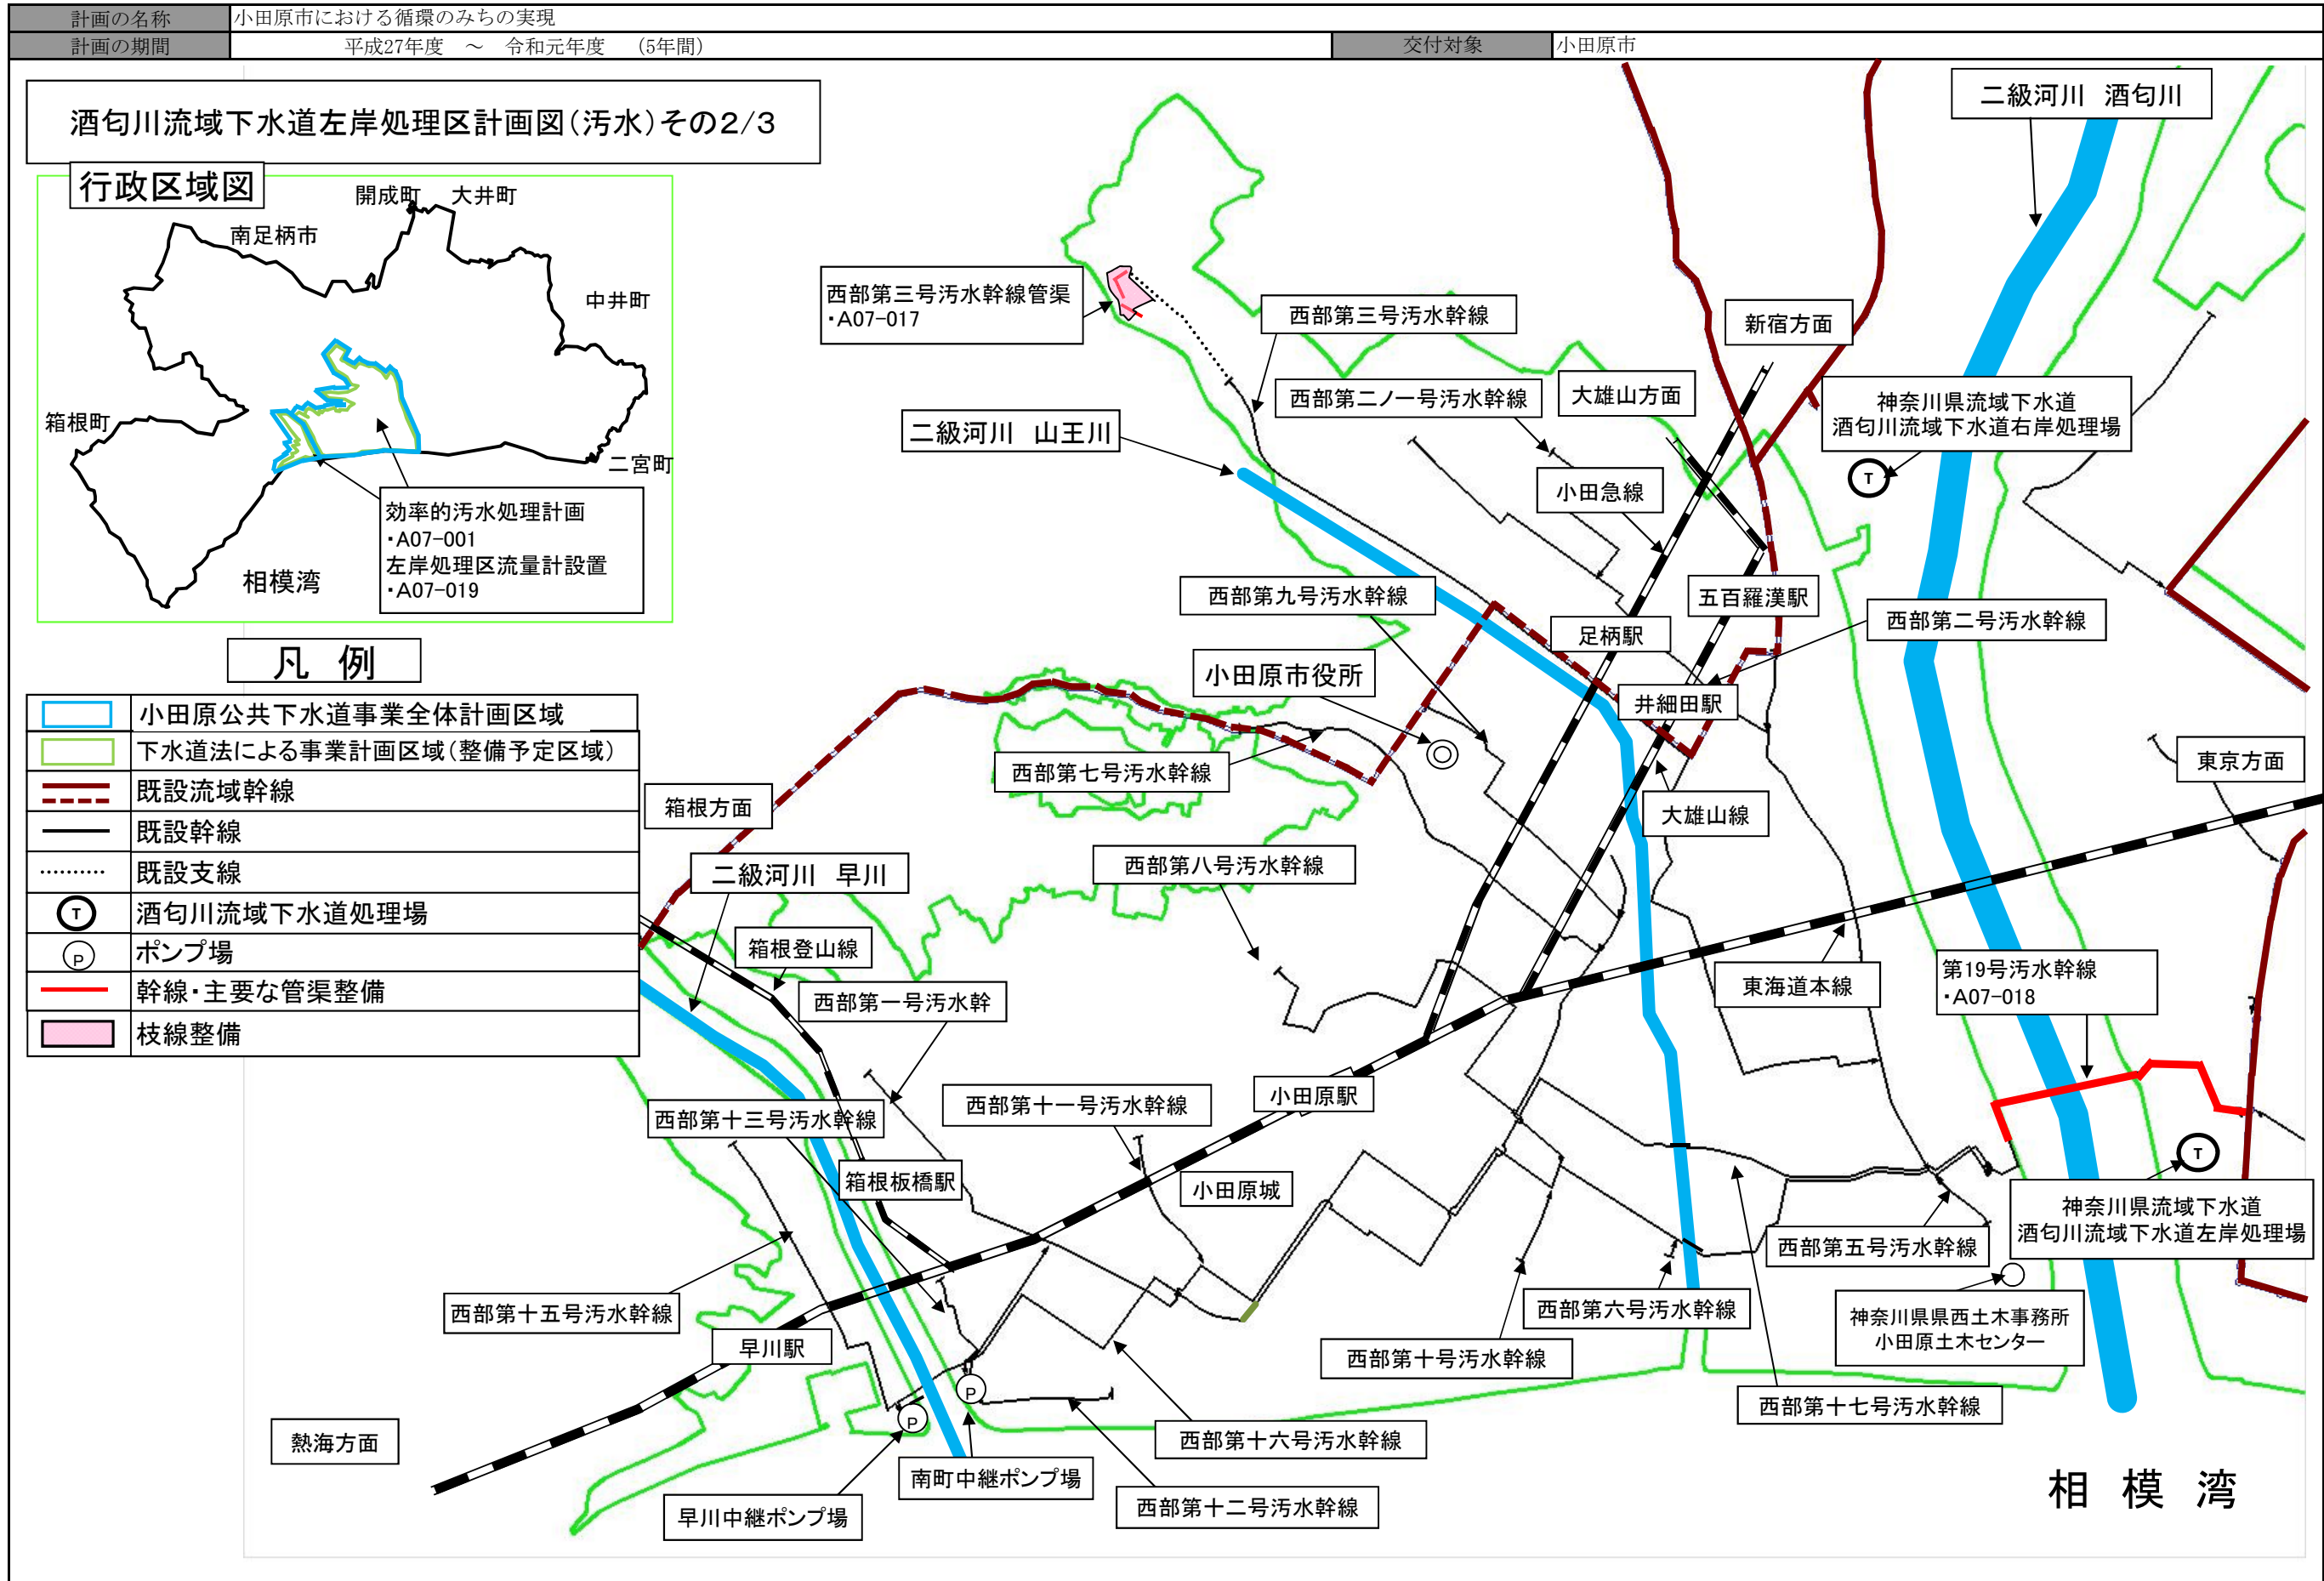 計画の名称
小田原市における循環のみちの実現
計画の期間
平成27年度　～　令和元年度　（5年間）
交付対象
小田原市
酒匂川流域下水道左岸処理区計画図（汚水）その２／３
行政区域図
開成町
大井町
南足柄市
中井町
箱根町
二宮町
相模湾
効率的汚水処理計画
・A07-001
左岸処理区流量計設置
・A07-019
凡　例
小田原公共下水道事業全体計画区域
下水道法による事業計画区域（整備予定区域）
既設流域幹線
既設幹線
既設支線
T
酒匂川流域下水道処理場
P
ポンプ場
幹線・主要な管渠整備
枝線整備
二級河川　酒匂川
西部第三号汚水幹線管渠
・A07-017
西部第三号汚水幹線
新宿方面
西部第二ノ一号汚水幹線
大雄山方面
神奈川県流域下水道
酒匂川流域下水道右岸処理場
T
二級河川　山王川
小田急線
西部第九号汚水幹線
五百羅漢駅
足柄駅
西部第二号汚水幹線
小田原市役所
井細田駅
西部第七号汚水幹線
東京方面
箱根方面
大雄山線
西部第八号汚水幹線
二級河川　早川
箱根登山線
西部第一号汚水幹
東海道本線
第19号汚水幹線
・A07-018
小田原駅
西部第十一号汚水幹線
西部第十三号汚水幹線
箱根板橋駅
小田原城
T
神奈川県流域下水道
酒匂川流域下水道左岸処理場
西部第五号汚水幹線
西部第十五号汚水幹線
西部第六号汚水幹線
神奈川県県西土木事務所
小田原土木センター
早川駅
西部第十号汚水幹線
西部第十七号汚水幹線
P
P
熱海方面
西部第十六号汚水幹線
南町中継ポンプ場
早川中継ポンプ場
西部第十二号汚水幹線
相　模　湾